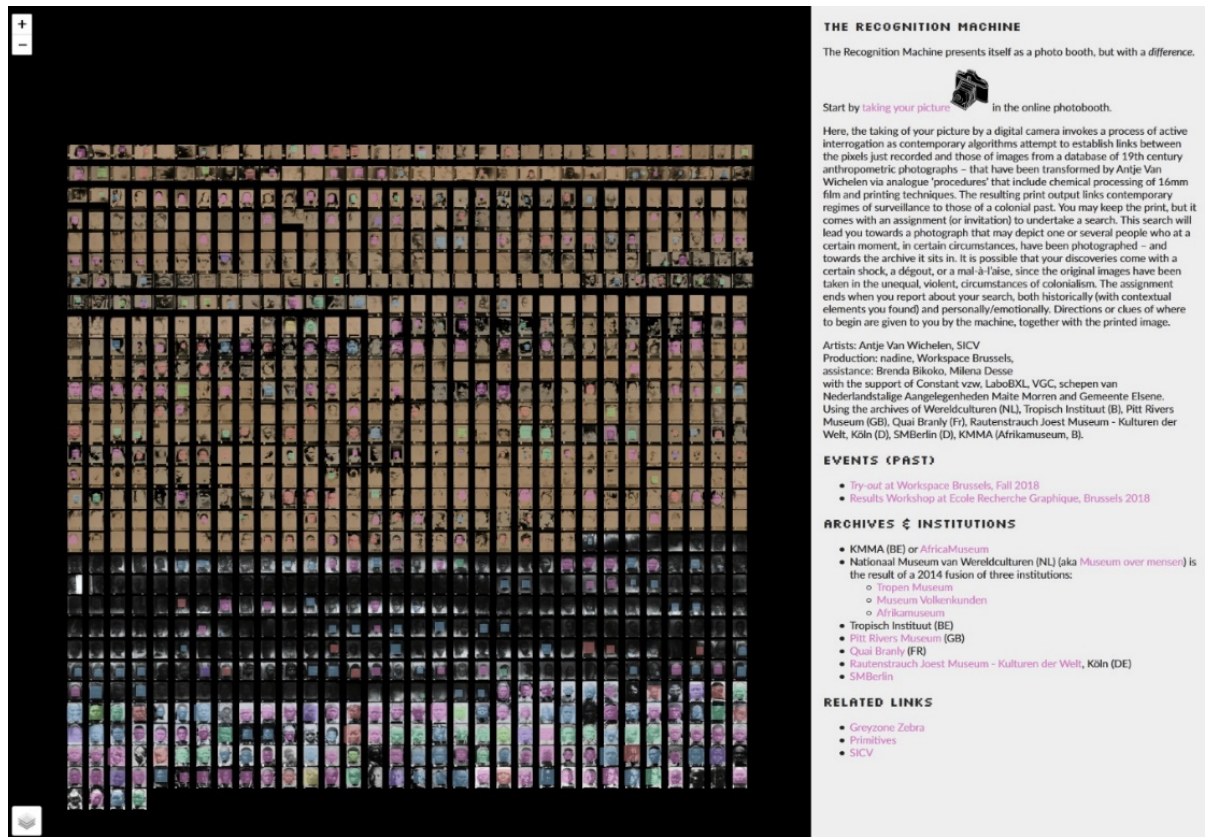 +
−
THE RECOGNITION MACHINE
The Recognition Machine presents itself as a photo booth, but with a difference.
Start by taking your picture in the online photobooth.
Here, the taking of your picture by a digital camera invokes a process of active
interrogation as contemporary algorithms attempt to establish links between
the pixels just recorded and those of images from a database of 19th century
anthropometric photographs – that have been transformed by Antje Van
Wichelen via analogue 'procedures' that include chemical processing of 16mm
film and printing techniques. The resulting print output links contemporary
regimes of surveillance to those of a colonial past. You may keep the print, but it
comes with an assignment (or invitation) to undertake a search. This search will
lead you towards a photograph that may depict one or several people who at a
certain moment, in certain circumstances, have been photographed – and
towards the archive it sits in. It is possible that your discoveries come with a
certain shock, a dégout, or a mal-à-l'aise, since the original images have been
taken in the unequal, violent, circumstances of colonialism. The assignment
ends when you report about your search, both historically (with contextual
elements you found) and personally/emotionally. Directions or clues of where
to begin are given to you by the machine, together with the printed image.
Artists: Antje Van Wichelen, SICV
Production: nadine, Workspace Brussels,
assistance: Brenda Bikoko, Milena Desse
with the support of Constant vzw, LaboBXL, VGC, schepen van
Nederlandstalige Aangelegenheden Maite Morren and Gemeente Elsene.
Using the archives of Wereldculturen (NL), Tropisch Instituut (B), Pitt Rivers
Museum (GB), Quai Branly (Fr), Rautenstrauch Joest Museum - Kulturen der
Welt, Köln (D), SMBerlin (D), KMMA (Afrikamuseum, B).
EVENTS (PAST)
• Try-out at Workspace Brussels, Fall 2018
• Results Workshop at Ecole Recherche Graphique, Brussels 2018
ARCHIVES & INSTITUTIONS
• KMMA (BE) or AfricaMuseum
• Nationaal Museum van Wereldculturen (NL) (aka Museum over mensen) is
the result of a 2014 fusion of three institutions:
○ Tropen Museum
○ Museum Volkenkunden
○ Afrikamuseum
• Tropisch Instituut (BE)
• Pitt Rivers Museum (GB)
• Quai Branly (FR)
• Rautenstrauch Joest Museum - Kulturen der Welt, Köln (DE)
• SMBerlin
RELATED LINKS
• Greyzone Zebra
• Primitives
• SICV